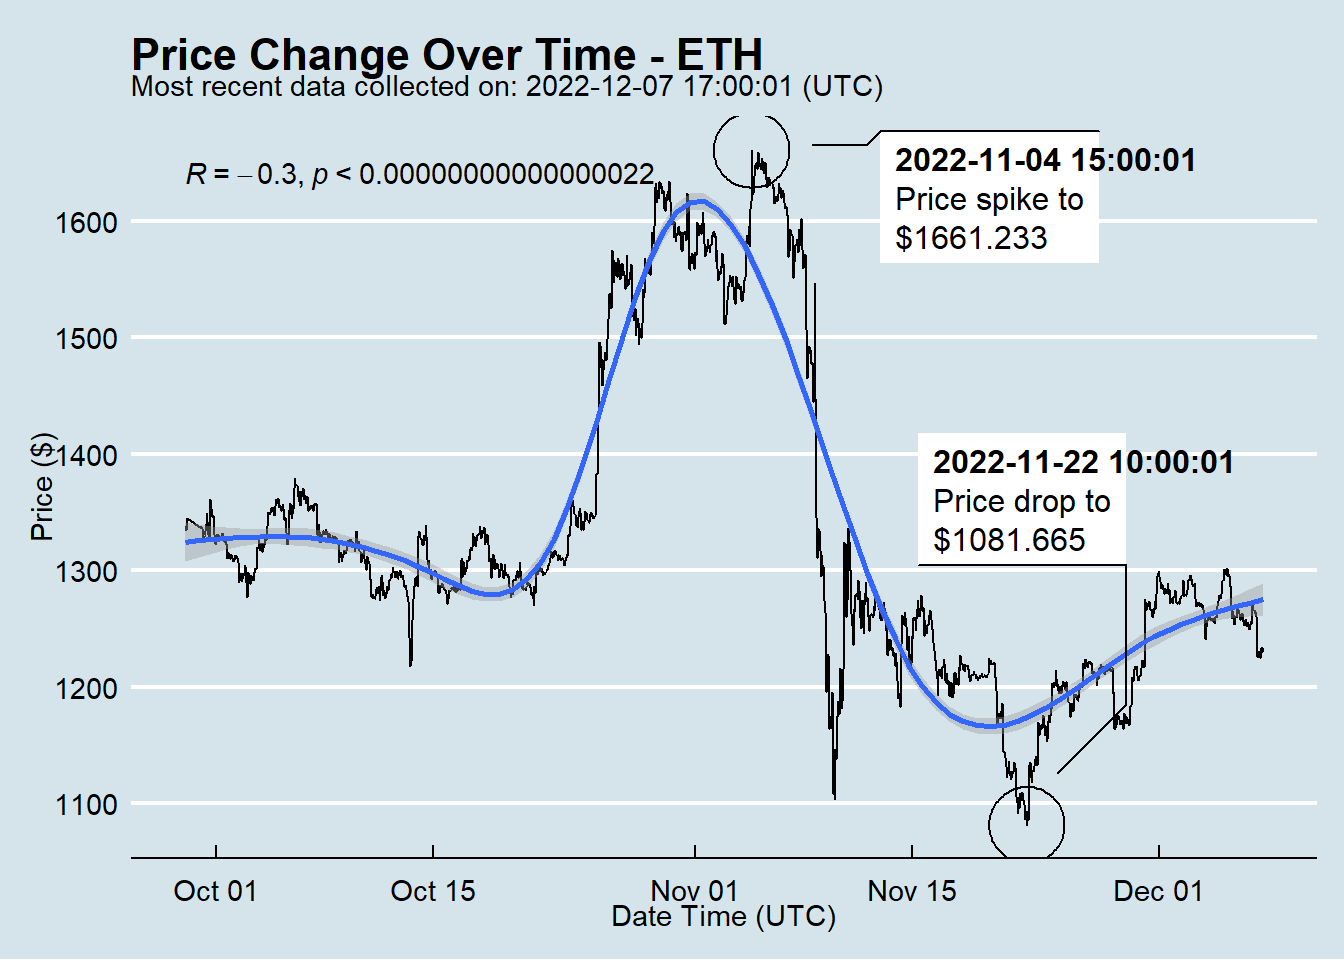 Price Change Over Time - ETH
Most recent data collected on: 2022-12-07 17:00:01 (UTC)
R = −0.3, p < 0.00000000000000022
2022-11-04 15:00:01
Price spike to
$1661.233
1600
1500
2022-11-22 10:00:01
Price drop to
$1081.665
1400
1300
1200
1100
Price ($)
Oct 01
Oct 15
Nov 01
Nov 15
Dec 01
Date Time (UTC)